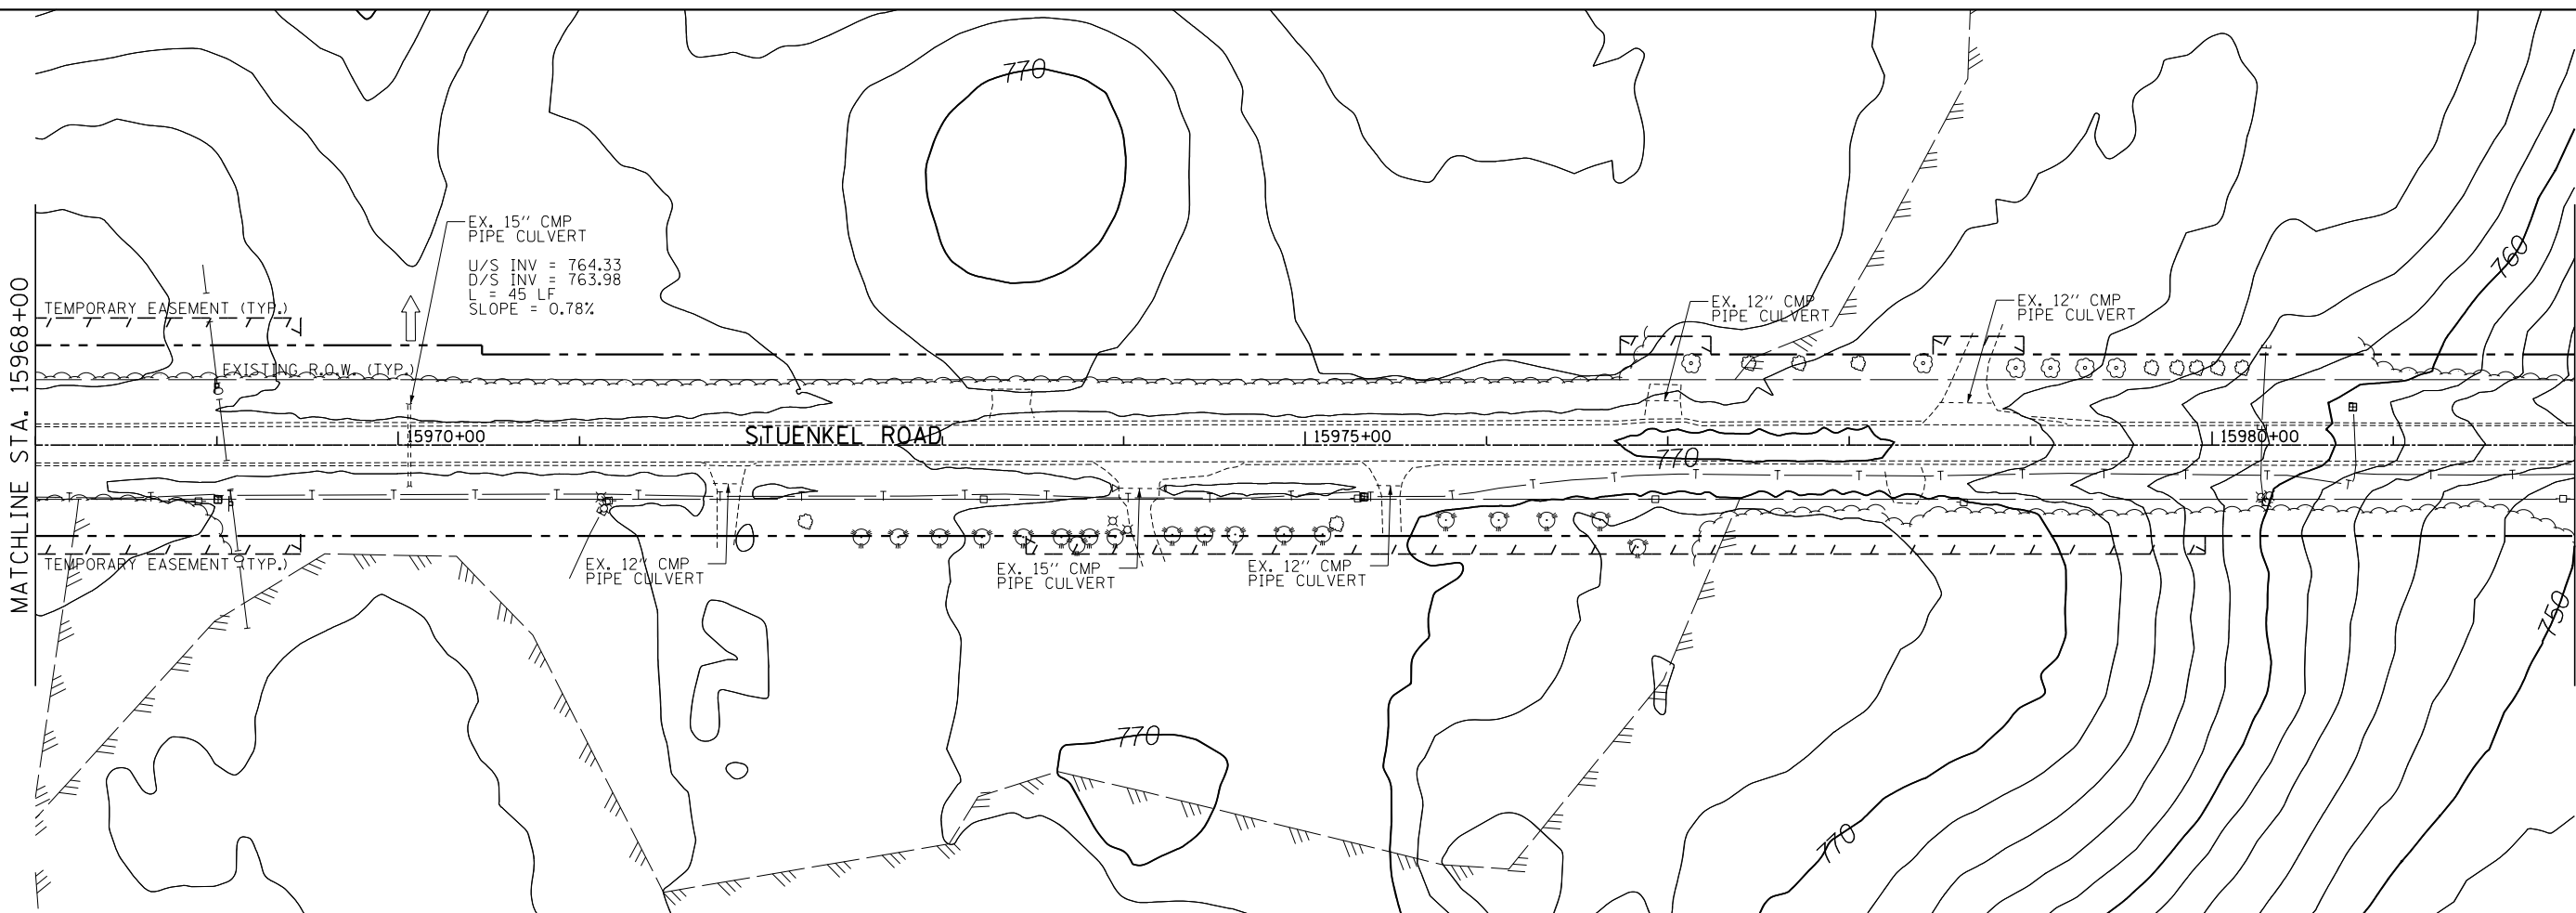 770
EX. 15'' CMP
PIPE CULVERT
U/S INV = 764.33
D/S INV = 763.98
L = 45 LF
SLOPE = 0.78%
760
MATCHLINE STA. 15968+00
TEMPORARY EASEMENT (TYP.)
EX. 12'' CMP
PIPE CULVERT
EX. 12'' CMP
PIPE CULVERT
EXISTING R.O.W. (TYP.)
15970+00
STUENKEL ROAD
15975+00
15980+00
770
TEMPORARY EASEMENT (TYP.)
EX. 12'' CMP
PIPE CULVERT
EX. 15'' CMP
PIPE CULVERT
EX. 12'' CMP
PIPE CULVERT
750
770
770